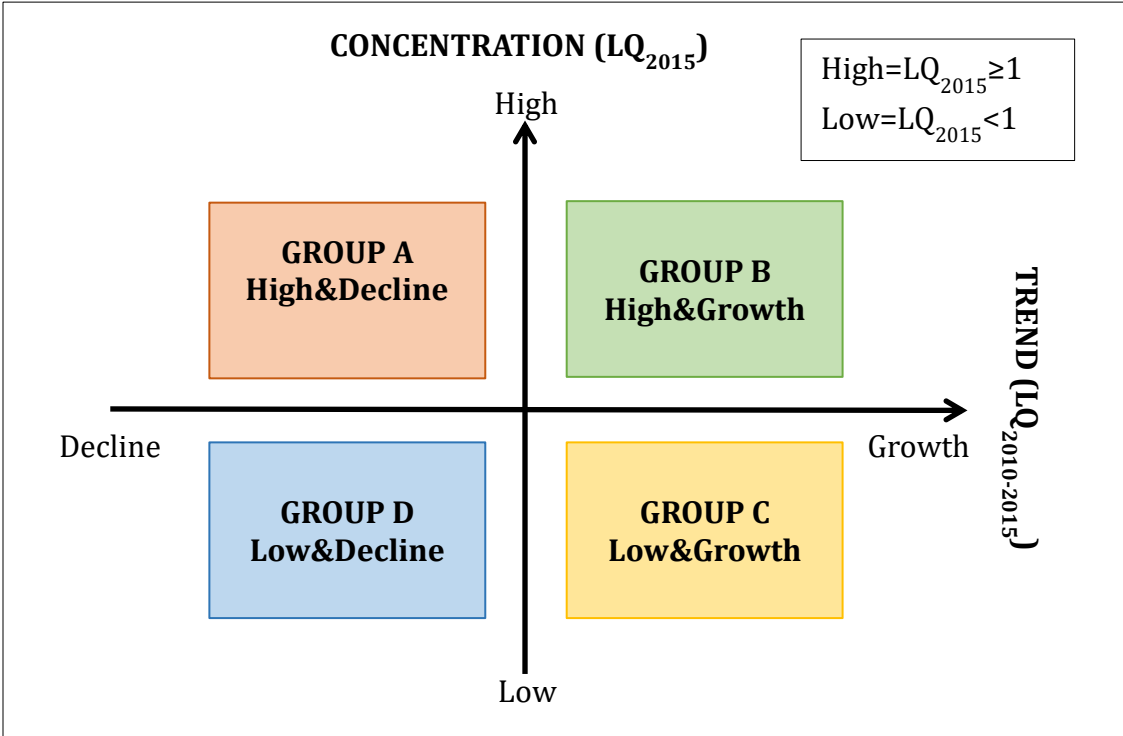 CONCENTRATION (LQ2015)
High=LQ2015≥1
Low=LQ2015<1
High
GROUP A
High&Decline
GROUP B
High&Growth
TREND (LQ2010-2015)
Decline
Growth
GROUP D
Low&Decline
GROUP C
Low&Growth
Low